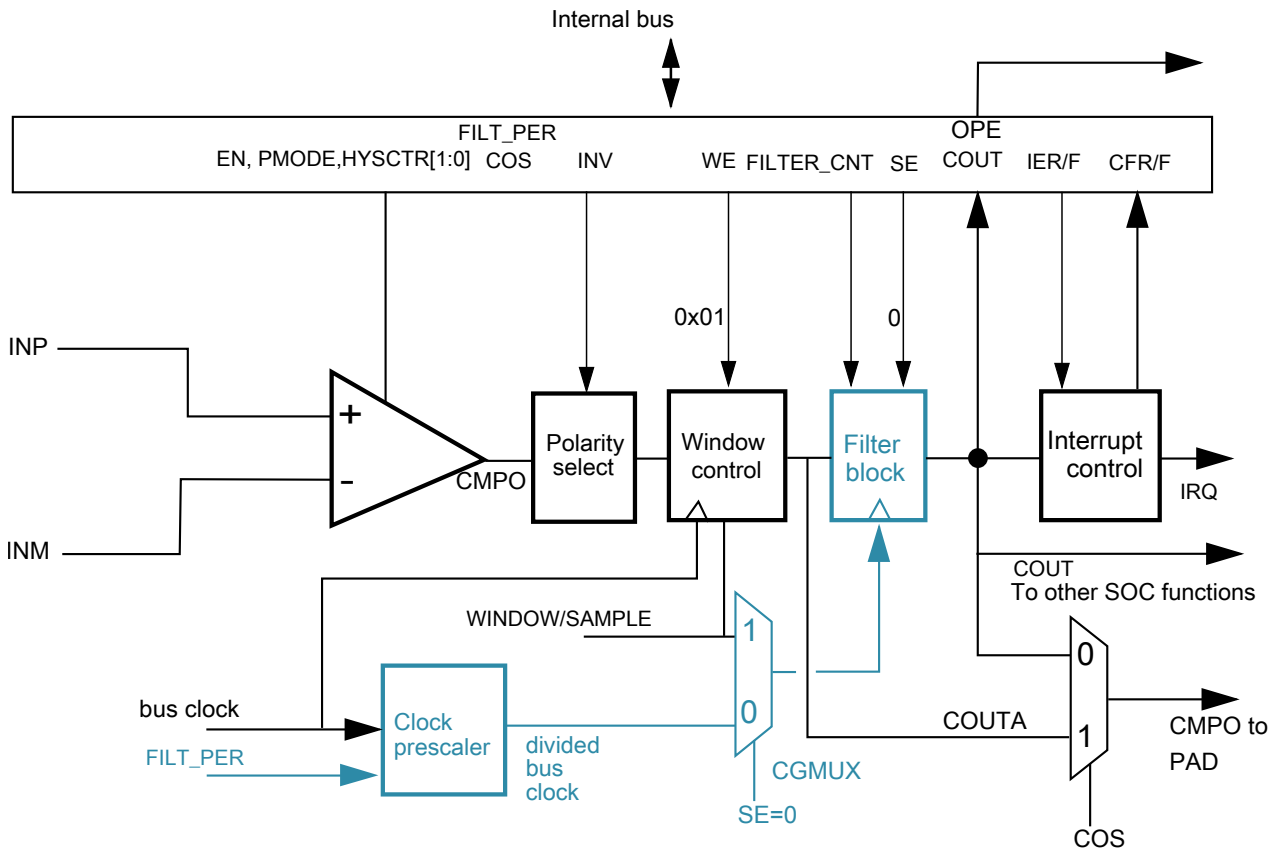 Internal bus
FILT_PER
OPE
EN, PMODE,HYSCTR[1:0]
COS
INV
WE
FILTER_CNT
SE
COUT
IER/F
CFR/F
0x01
0
INP
+
-
INM
CMPO
Polarity
select
Window
control
Filter
block
Interrupt
control
IRQ
COUT
To other SOC functions
WINDOW/SAMPLE
1
0
0
1
bus clock
FILT_PER
Clock
prescaler
divided
bus
clock
CGMUX
SE=0
COUTA
CMPO to
PAD
COS